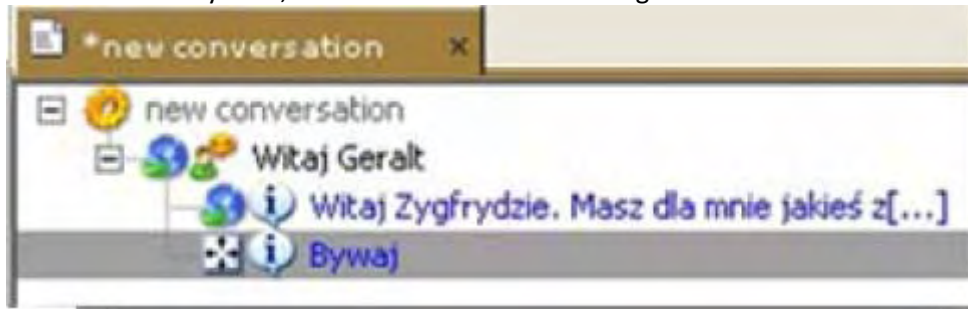 *new conversation
new conversation
Witaj Geralt
Witaj Zygfrydzie. Masz dla mnie jakieś z[...]
Bywaj